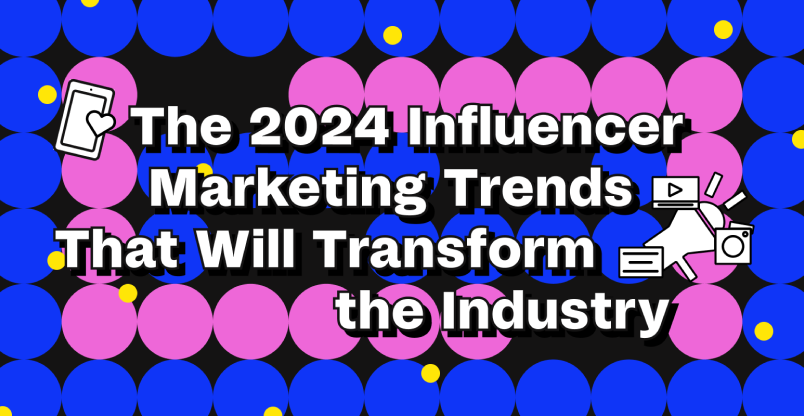 The 2024 Influencer
Marketing Trends
That Will Transform
the Industry